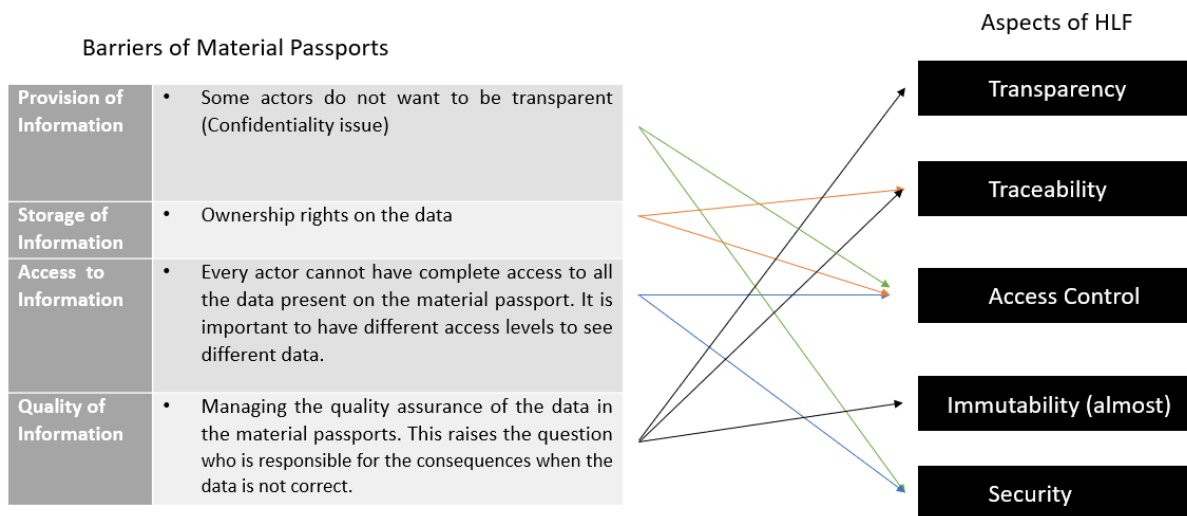 Aspects of HLF
Barriers of Material Passports
Provision of
Information
• Some actors do not want to be transparent
(Confidentiality issue)
Storage of
Information
• Ownership rights on the data
Access to
Information
• Every actor cannot have complete access to all
the data present on the material passport. It is
important to have different access levels to see
different data.
Quality of
Information
• Managing the quality assurance of the data in
the material passports. This raises the question
who is responsible for the consequences when the
data is not correct.
Transparency
Traceability
Access Control
Immutability (almost)
Security